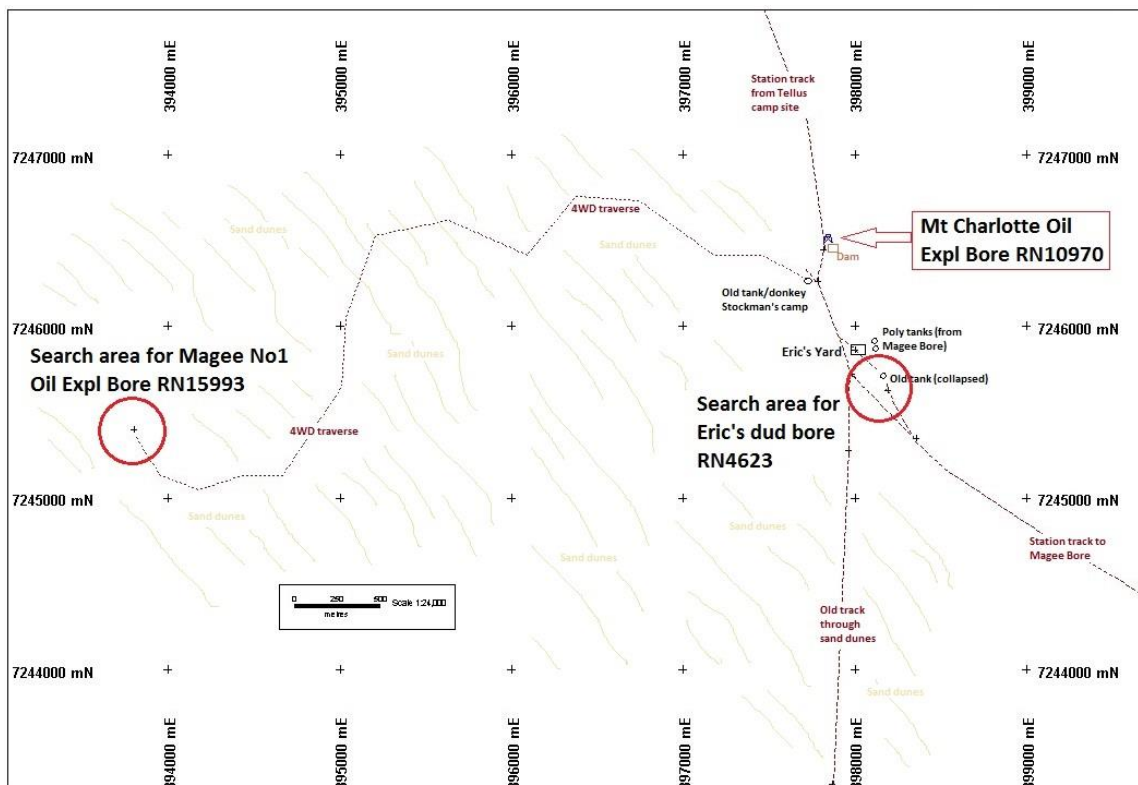 394000 mE
395000 mE
396000 mE
397000 mE
398000 mE
399000 mE
Station track
from Tellus
camp site
7247000 mN
7247000 mN
4WD traverse
Sand dunes
Sand dunes
Mt Charlotte Oil
Expl Bore RN10970
Dam
Old tank/donkey
Stockman's camp
7246000 mN
7246000 mN
Poly tanks (from
Magee Bore)
Eric's Yard
Search area for Magee No1
Oil Expl Bore RN15993
Sand dunes
Old tank (collapsed)
Search area for
Eric's dud bore
RN4623
4WD traverse
7245000 mN
7245000 mN
Sand dunes
Sand dunes
Sand dunes
Station track to
Magee Bore
0 250 500
metres
Scale 1:24,000
Old track
through
sand dunes
7244000 mN
7244000 mN
Sand dunes
394000 mE
395000 mE
396000 mE
397000 mE
398000 mE
399000 mE